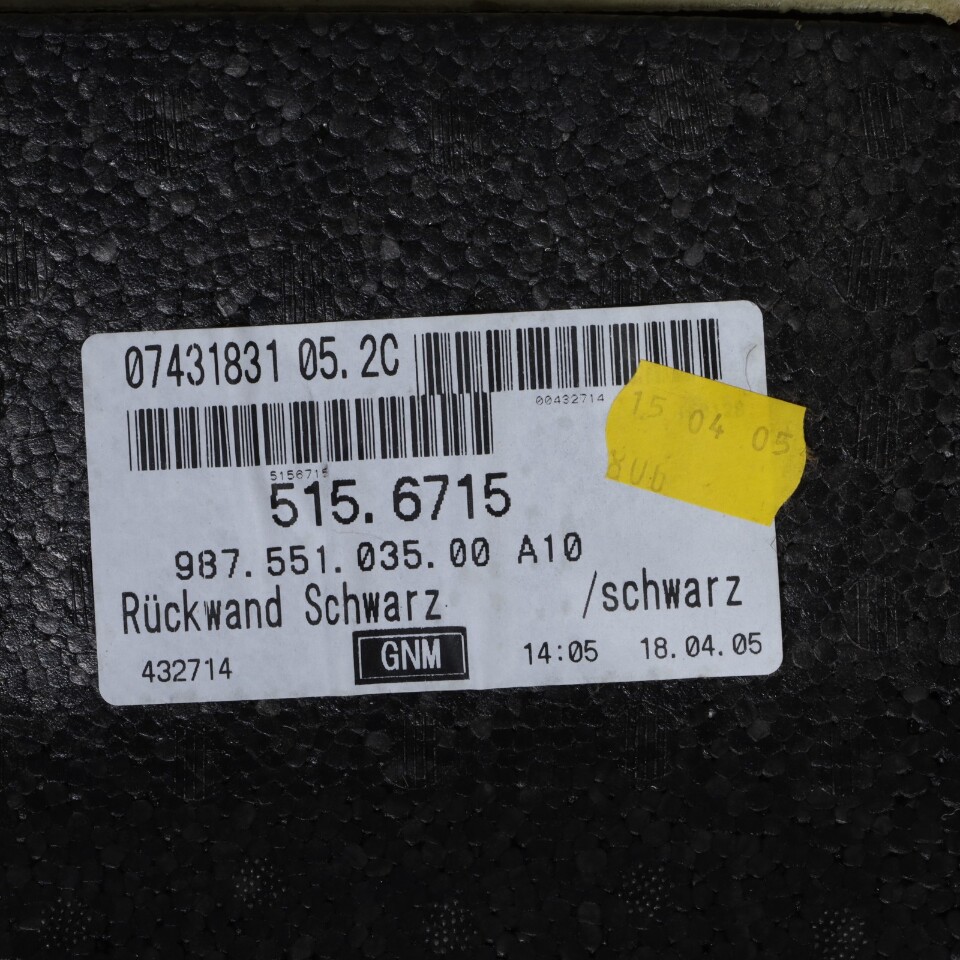 07431831 05.2C
00432714
5156715
515.6715
987.551.035.00 A10
Rückwand Schwarz /schwarz
432714 GNM 14:05 18.04.05
15 04 05